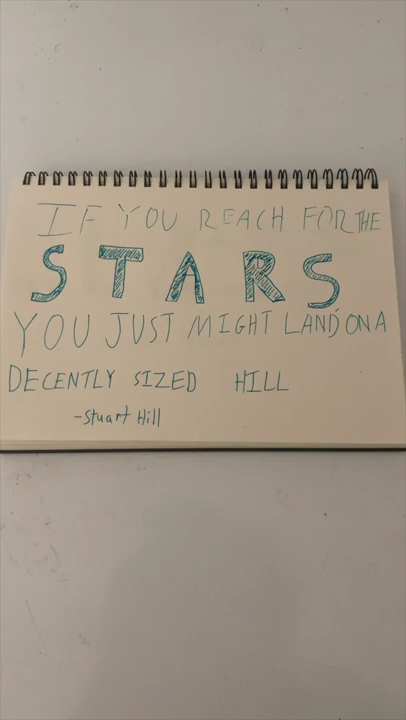 IF YOU REACH FOR THE
STARS
YOU JUST MIGHT LAND ON A
DECENTLY SIZED HILL
-Stuart Hill